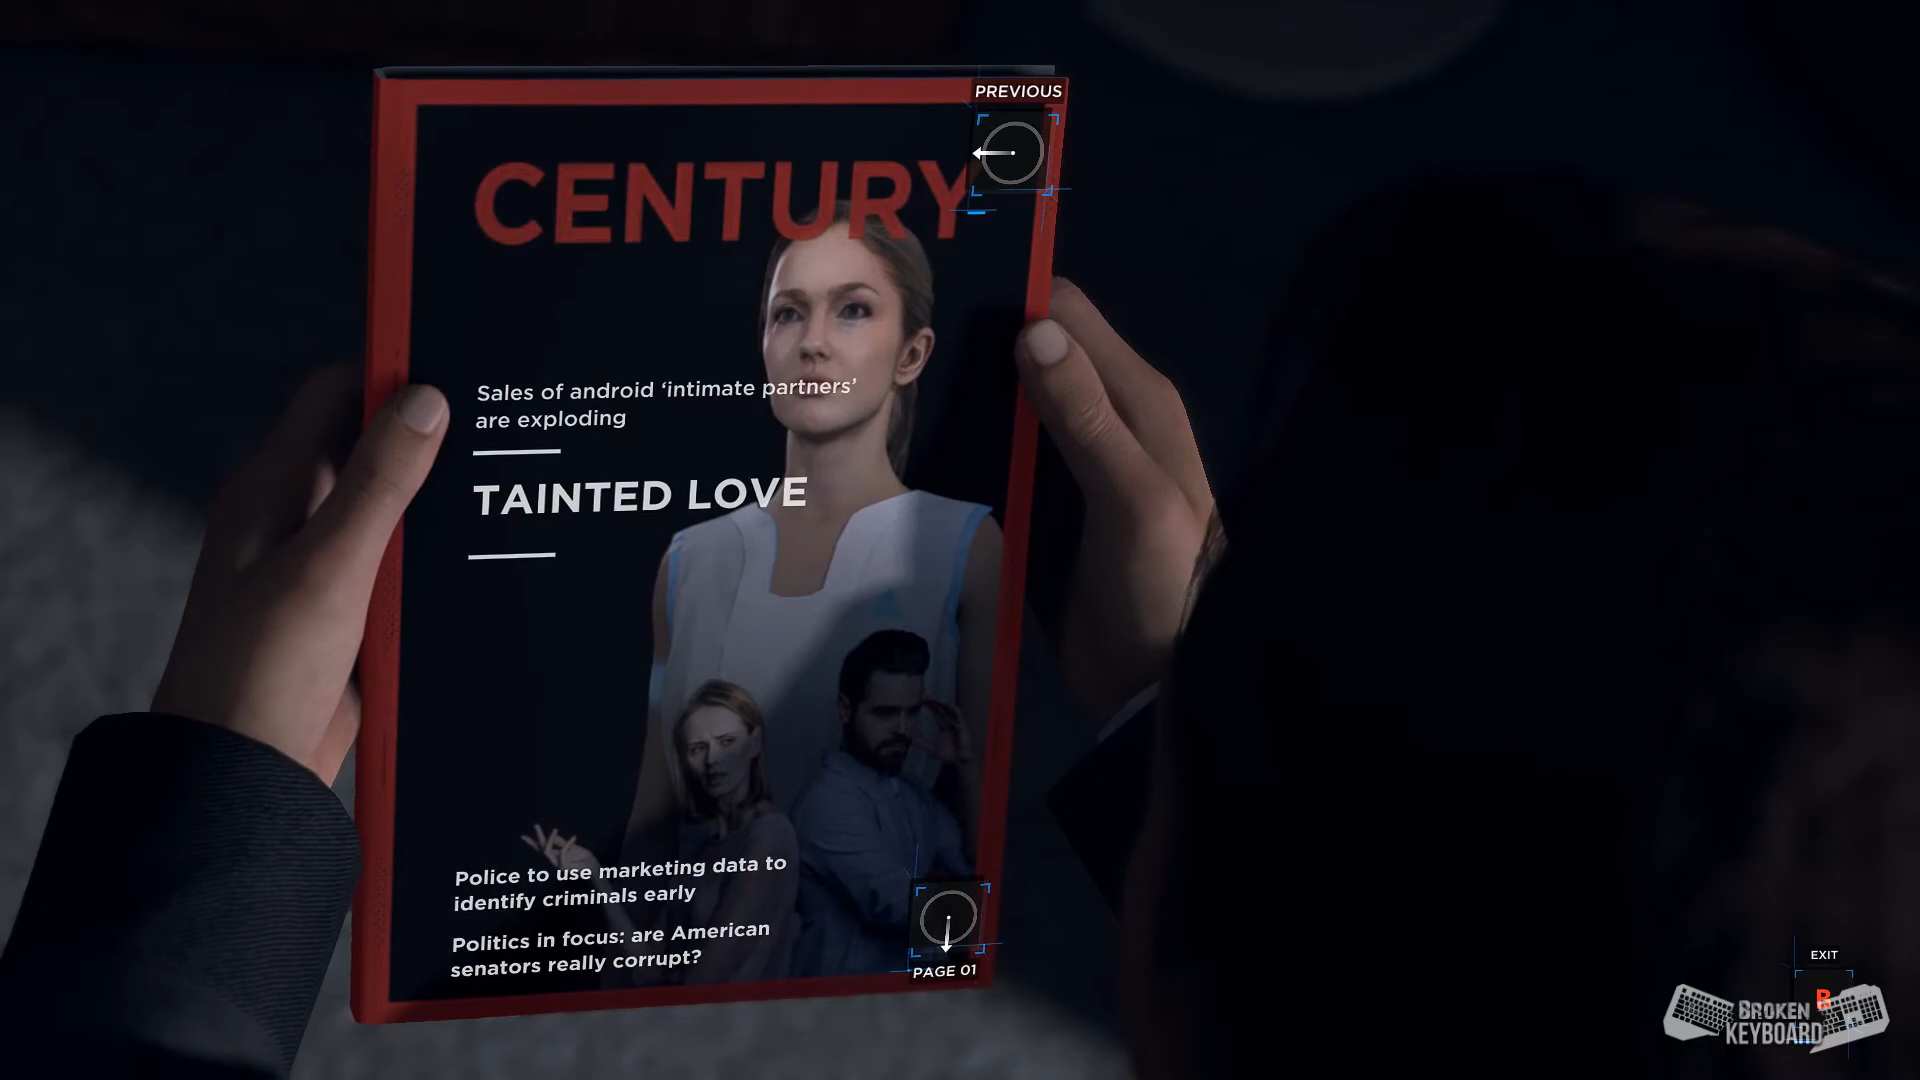 PREVIOUS
CENTURY
Sales of android ‘intimate partners’
are exploding
TAINTED LOVE
Police to use marketing data to
identify criminals early
Politics in focus: are American
senators really corrupt?
PAGE 01
EXIT
B
BROKEN
KEYBOARD